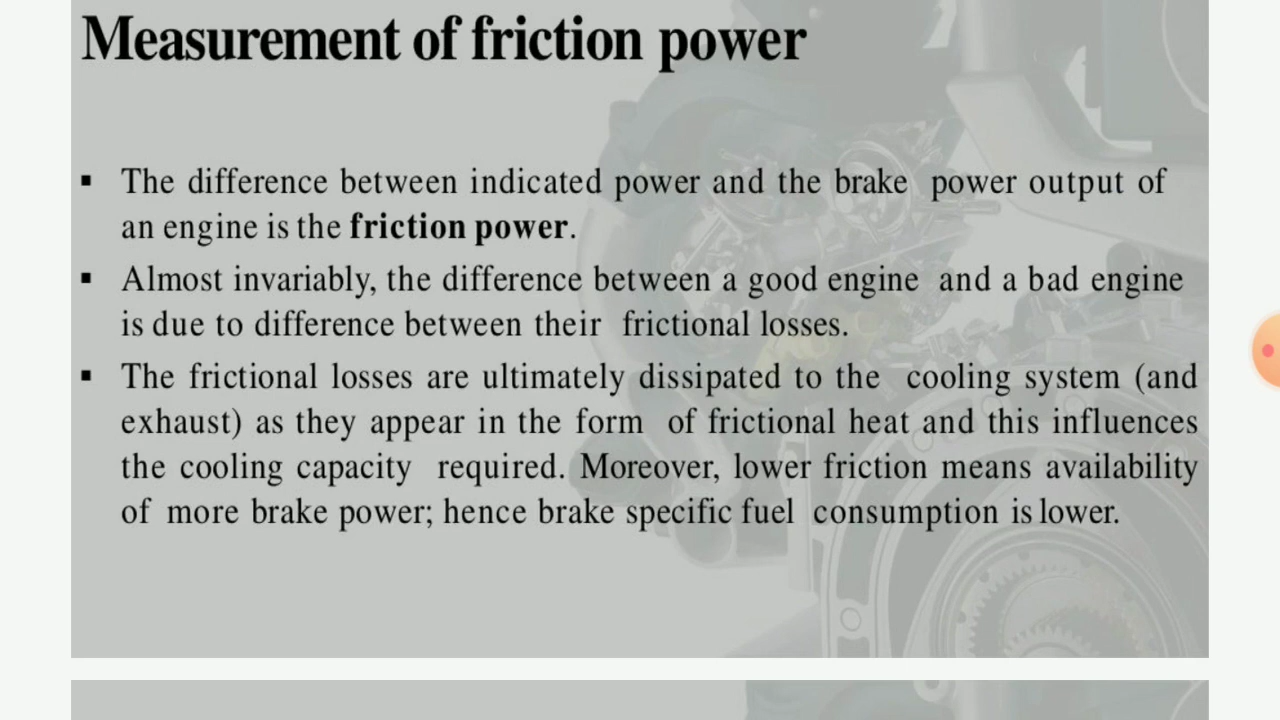 Measurement of friction power
▪ The difference between indicated power and the brake power output of
an engine is the friction power.
▪ Almost invariably, the difference between a good engine and a bad engine
is due to difference between their frictional losses.
▪ The frictional losses are ultimately dissipated to the cooling system (and
exhaust) as they appear in the form of frictional heat and this influences
the cooling capacity required. Moreover, lower friction means availability
of more brake power; hence brake specific fuel consumption is lower.